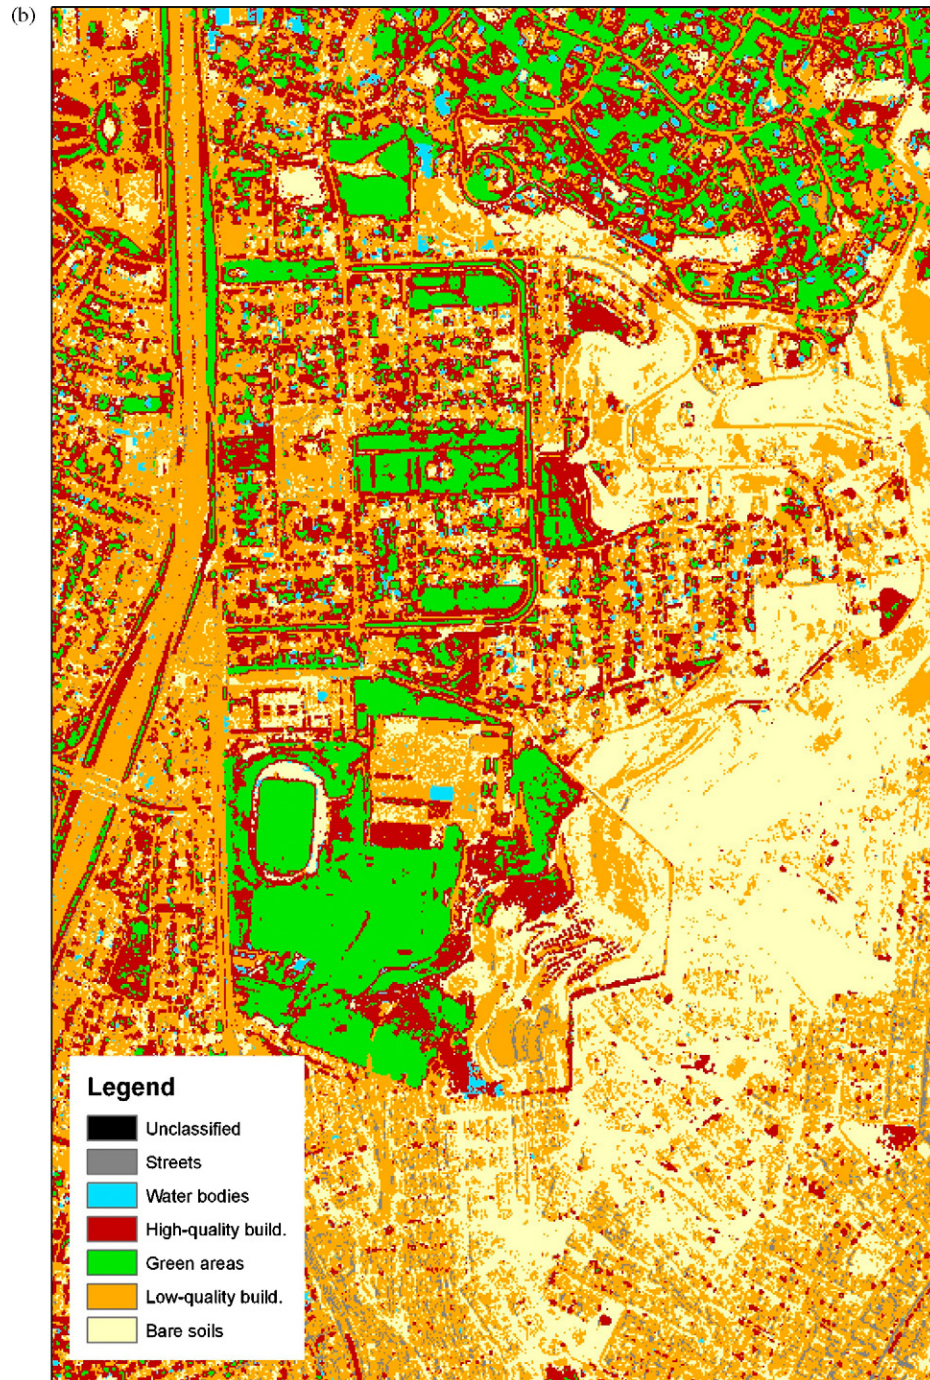 (b)
Legend
Unclassified
Streets
Water bodies
High-quality build.
Green areas
Low-quality build.
Bare soils